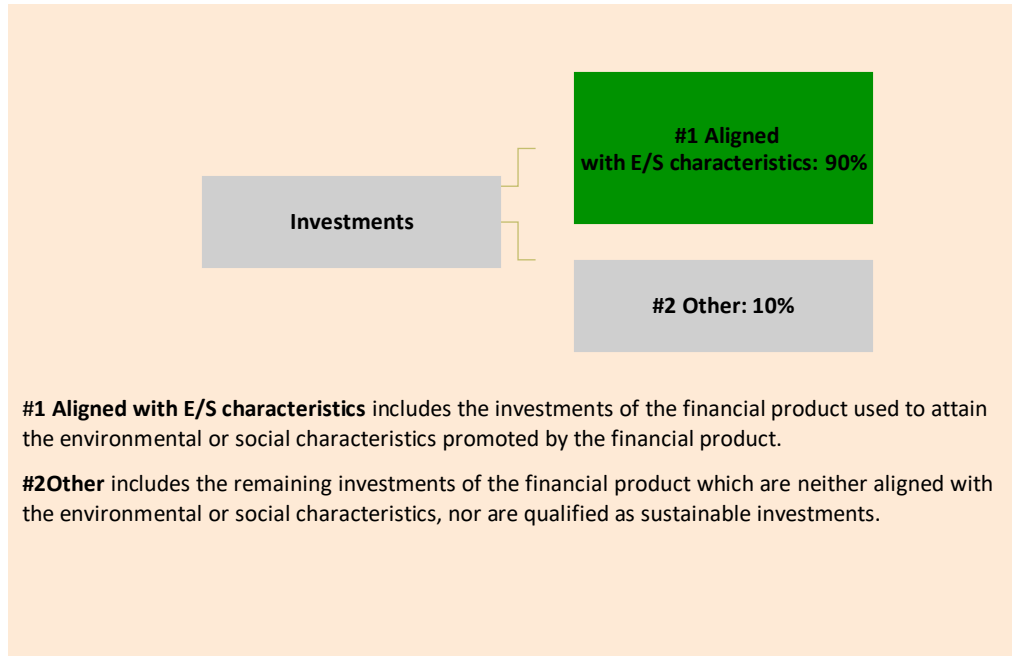 #1 Aligned
with E/S characteristics: 90%
Investments
#2 Other: 10%
#1 Aligned with E/S characteristics includes the investments of the financial product used to attain
the environmental or social characteristics promoted by the financial product.
#2Other includes the remaining investments of the financial product which are neither aligned with
the environmental or social characteristics, nor are qualified as sustainable investments.